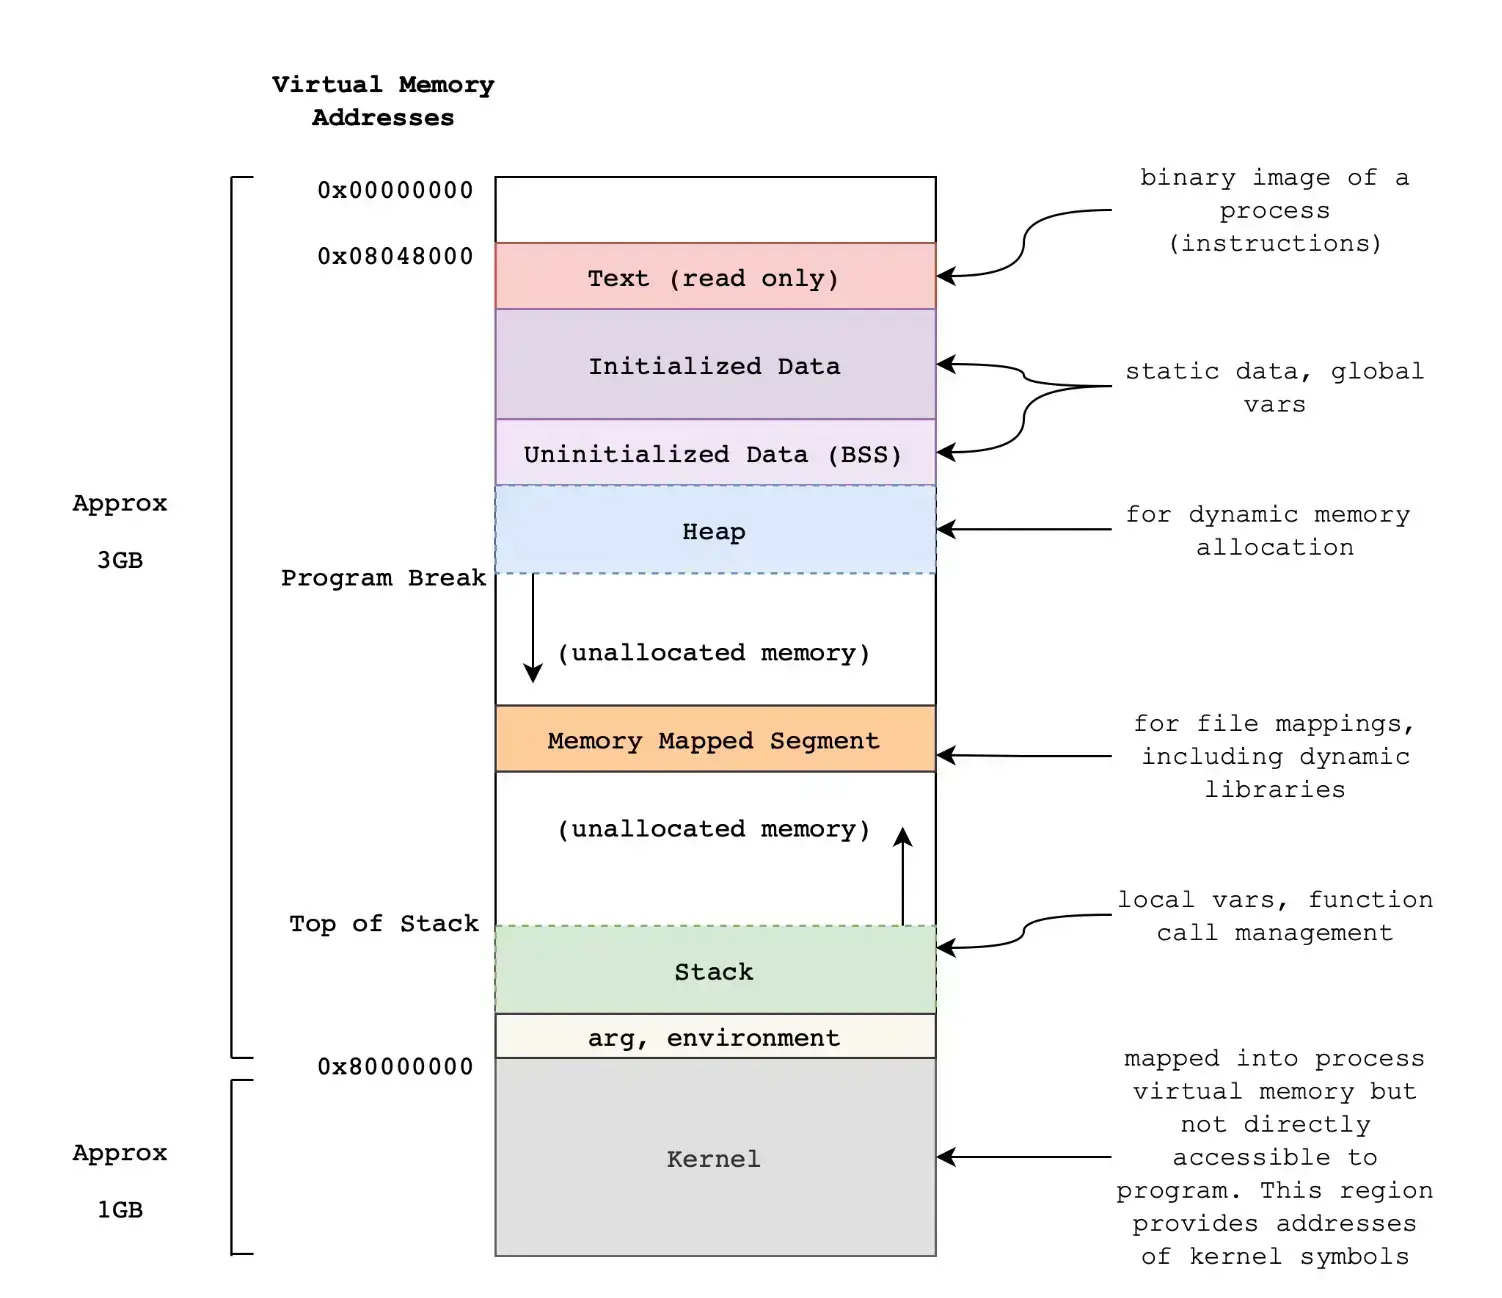 Virtual Memory
Addresses
0x00000000
0x08048000
Text (read only)
binary image of a
process
(instructions)
Initialized Data
static data, global
vars
Uninitialized Data (BSS)
Approx
3GB
Heap
for dynamic memory
allocation
Program Break
(unallocated memory)
Memory Mapped Segment
for file mappings,
including dynamic
libraries
(unallocated memory)
Top of Stack
local vars, function
call management
Stack
arg, environment
0x80000000
Approx
1GB
Kernel
mapped into process
virtual memory but
not directly
accessible to
program. This region
provides addresses
of kernel symbols